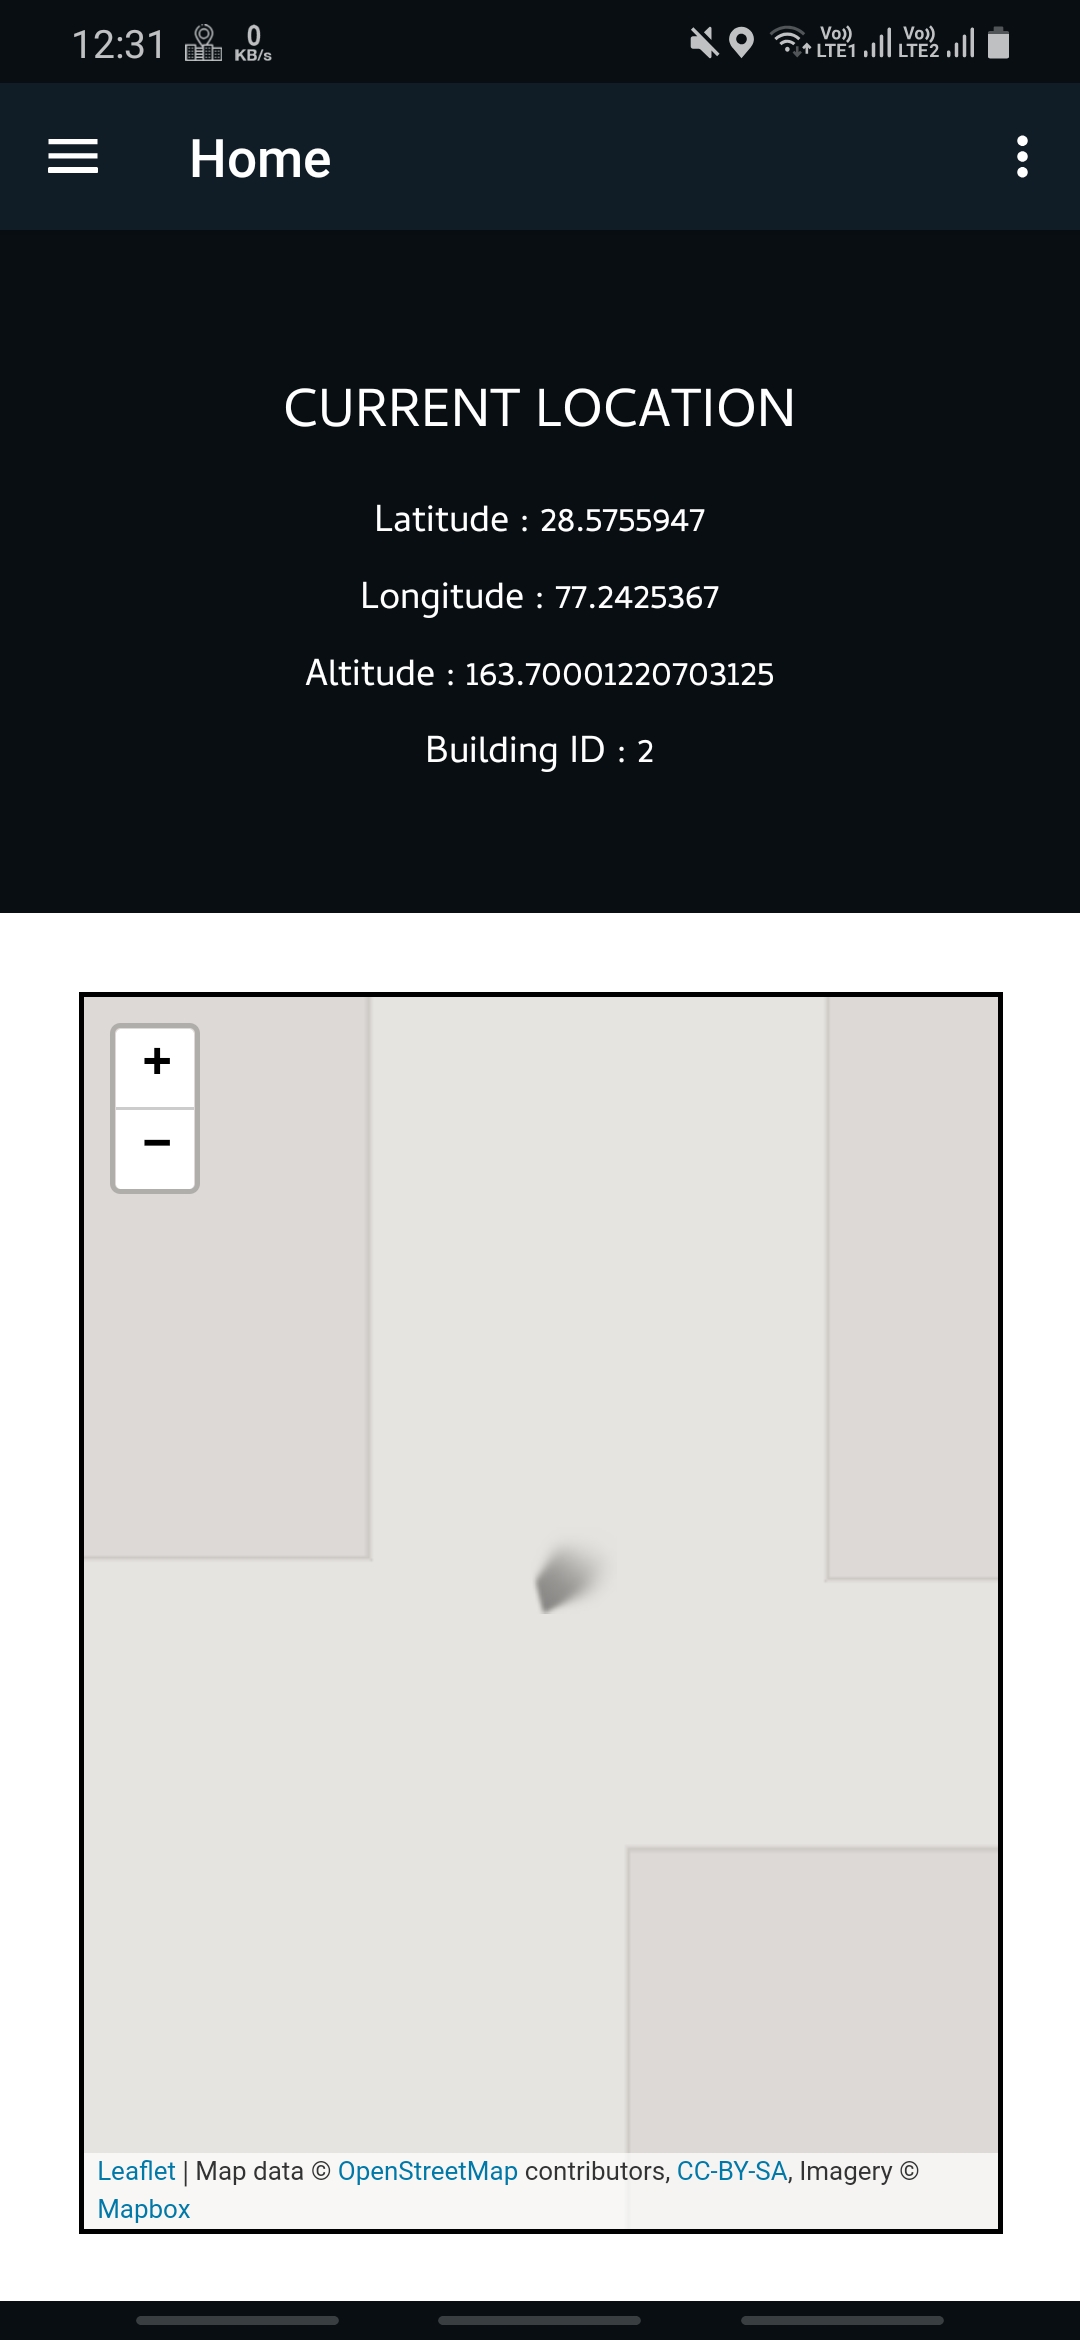 12:31 0 KB/s Vo)) LTE1 Vo)) LTE2
Home
CURRENT LOCATION
Latitude : 28.5755947
Longitude : 77.2425367
Altitude : 163.70001220703125
Building ID : 2
+
−
Leaflet | Map data © OpenStreetMap contributors, CC-BY-SA, Imagery ©
Mapbox